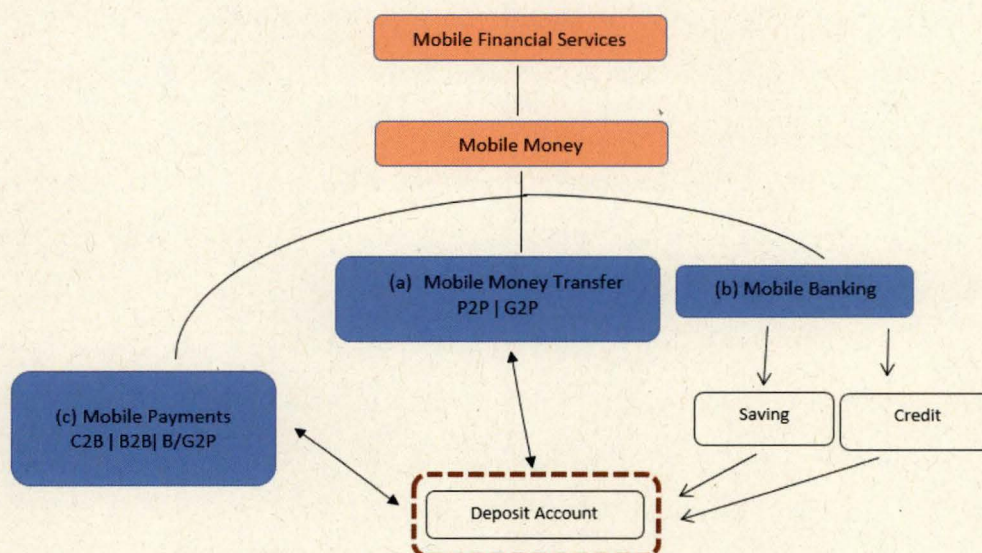 Mobile Financial Services
Mobile Money
(a) Mobile Money Transfer
P2P | G2P
(b) Mobile Banking
(c) Mobile Payments
C2B | B2B| B/G2P
Saving
Credit
Deposit Account